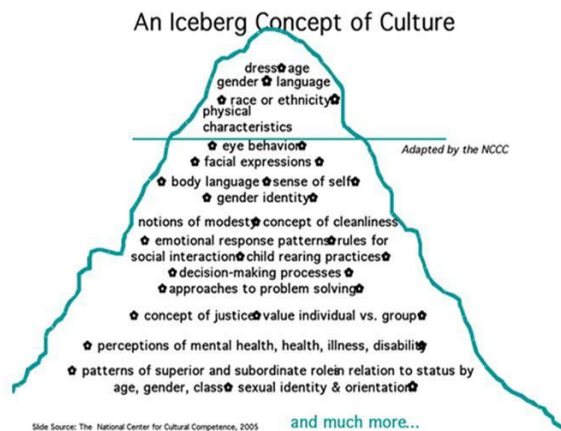 An Iceberg Concept of Culture
dress✿age
gender ✿ language
✿ race or ethnicity✿
physical
characteristics
✿ eye behavior✿
Adapted by the NCCC
✿ facial expressions ✿
✿ body language ✿sense of self✿
✿ gender identity✿
notions of modesty✿ concept of cleanliness
✿ emotional response patterns✿rules for
social interaction✿child rearing practices✿
✿decision-making processes ✿
✿approaches to problem solving✿
✿ concept of justice✿value individual vs. group✿
✿ perceptions of mental health, health, illness, disability✿
✿ patterns of superior and subordinate rolein relation to status by
age, gender, class✿ sexual identity & orientation✿
and much more...
Slide Source: The National Center for Cultural Competence, 2005